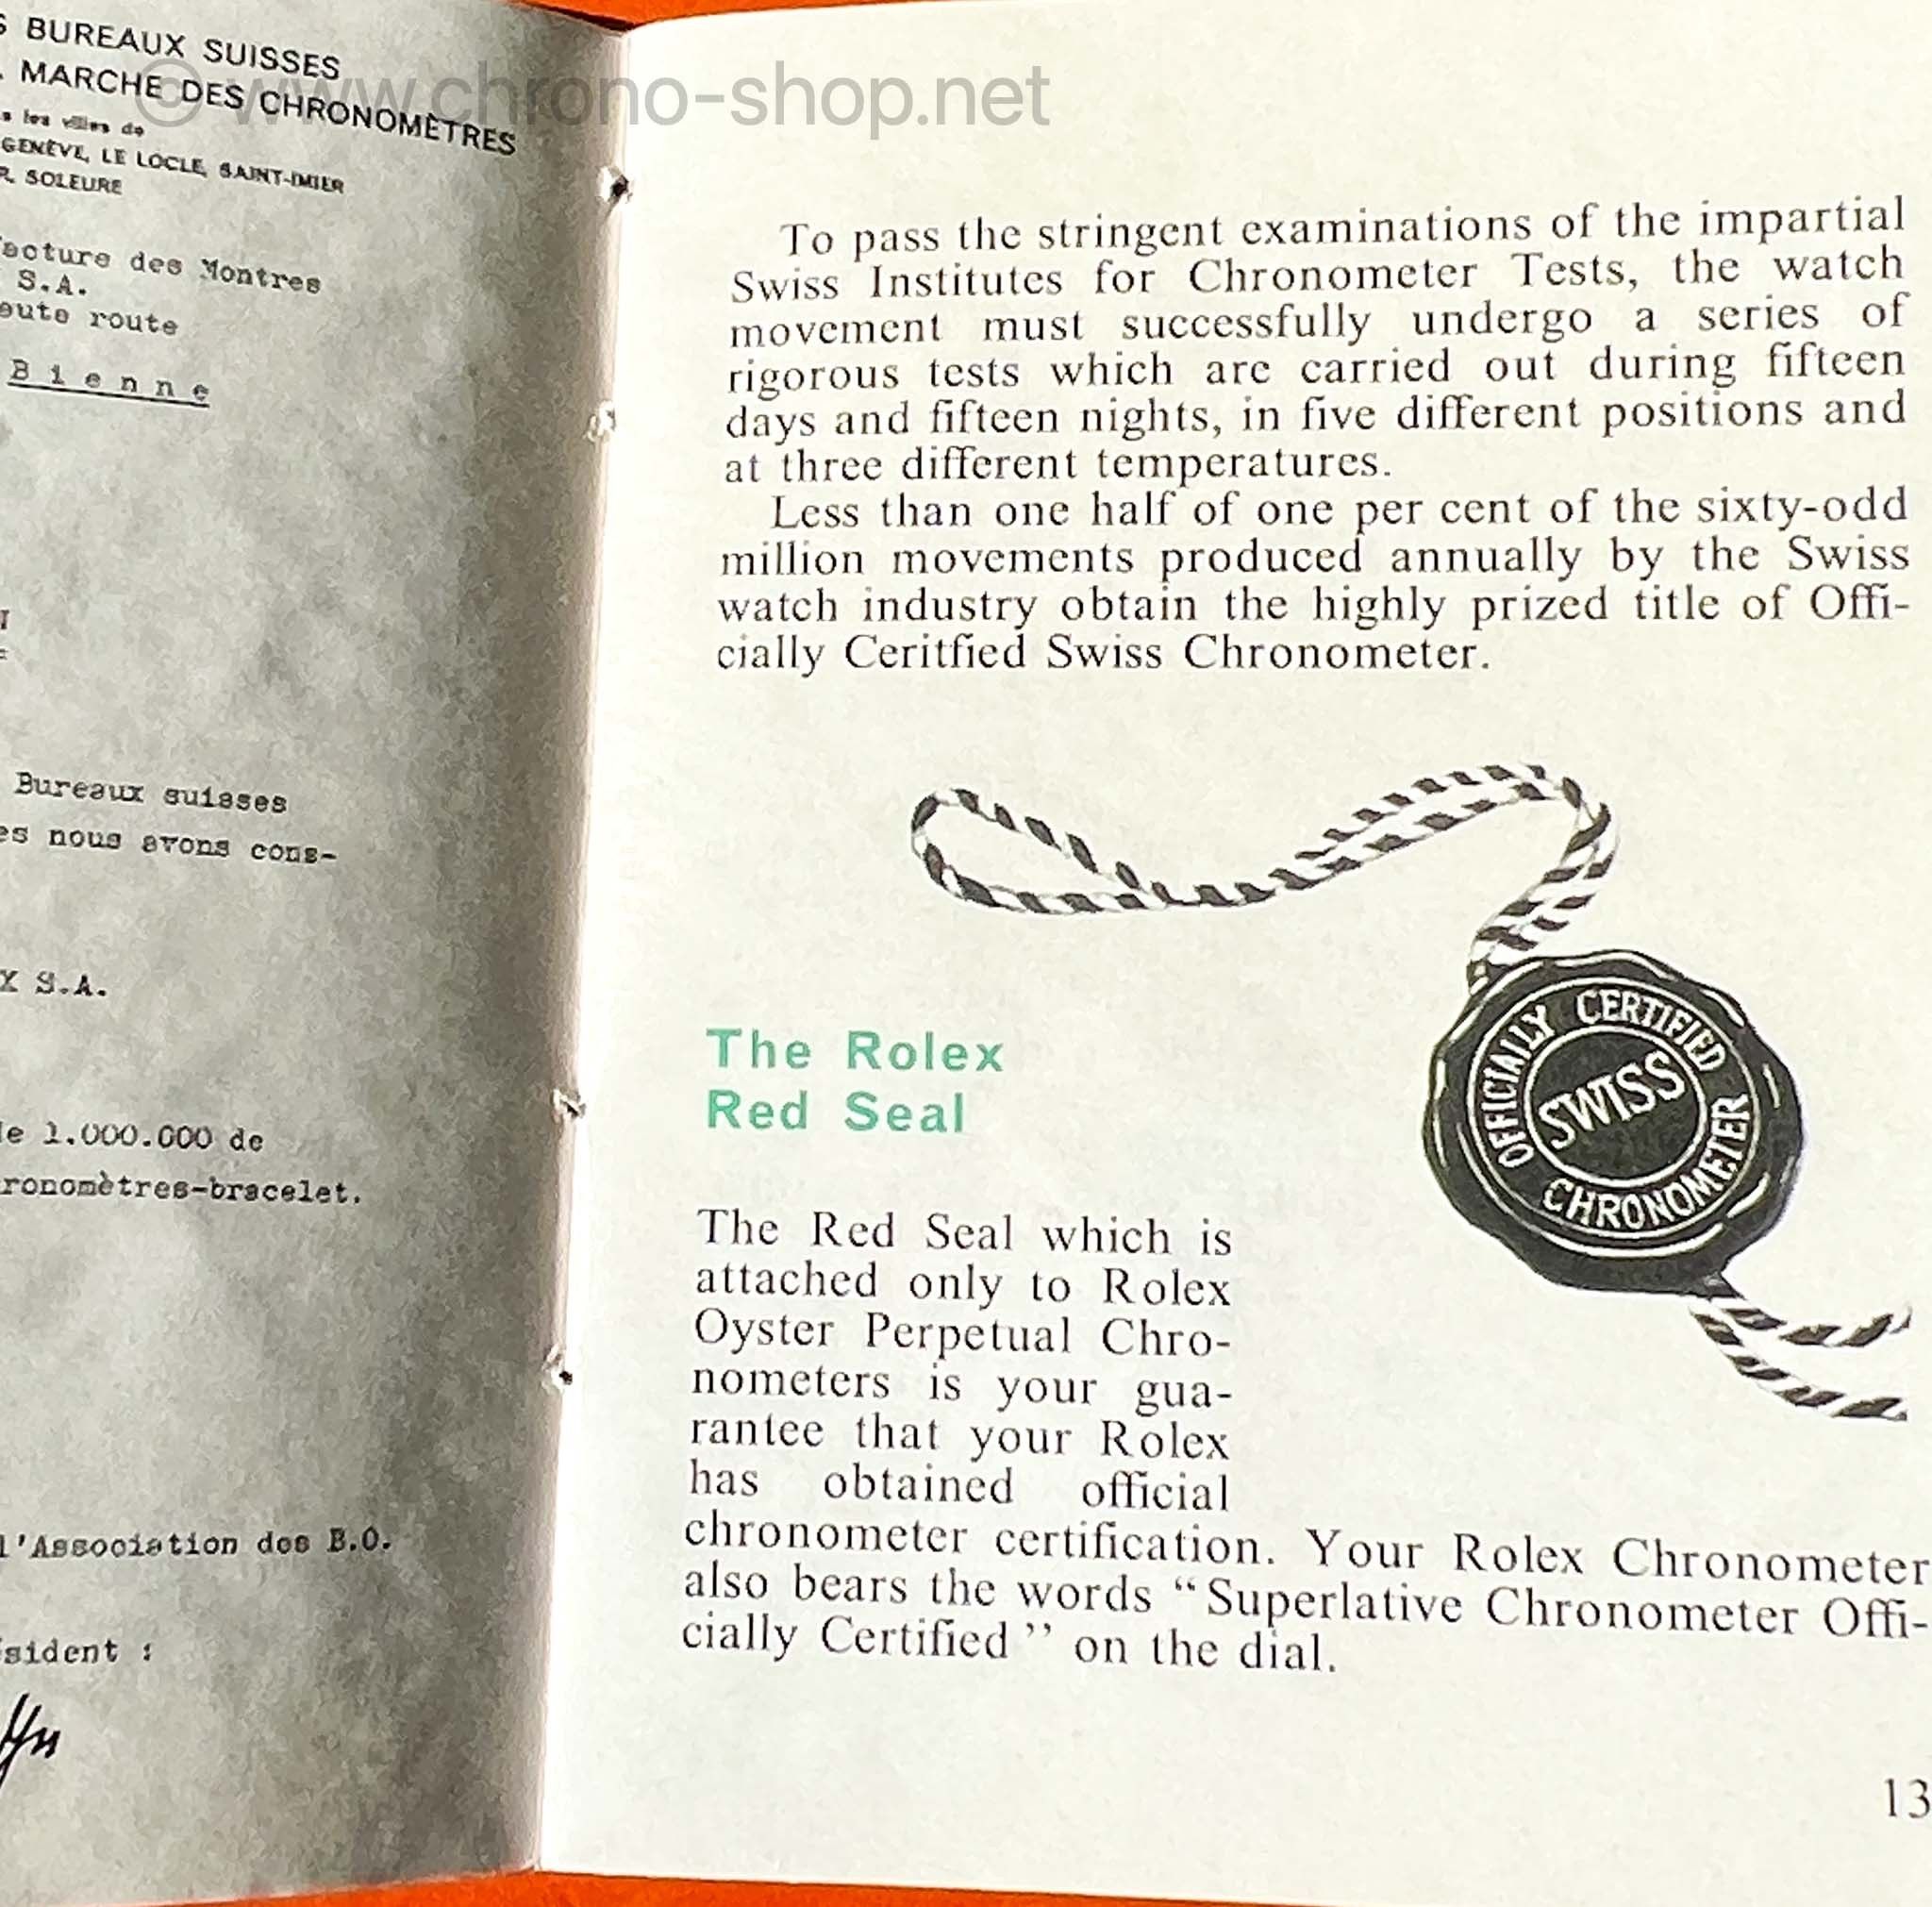 © www.chrono-shop.net
S BUREAUX SUISSES
MARCHE DES CHRONOMÈTRES
les villes de
GENÈVE, LE LOCLE, SAINT-IMIER
R. SOLEURE
facture des Montres
S.A.
aute route
Bienne
Bureaux suisses
es nous avons cons-
X S.A.
de 1.000.000 de
ronomètres-bracelet.
l'Association des B.O.
sident :
To pass the stringent examinations of the impartial
Swiss Institutes for Chronometer Tests, the watch
movement must successfully undergo a series of
rigorous tests which are carried out during fifteen
days and fifteen nights, in five different positions and
at three different temperatures.
Less than one half of one per cent of the sixty-odd
million movements produced annually by the Swiss
watch industry obtain the highly prized title of Offi-
cially Ceritfied Swiss Chronometer.
OFFICIALLY CERTIFIED
SWISS
CHRONOMETER
The Rolex
Red Seal
The Red Seal which is
attached only to Rolex
Oyster Perpetual Chro-
nometers is your gua-
rantee that your Rolex
has obtained official
chronometer certification. Your Rolex Chronometer
also bears the words “Superlative Chronometer Offi-
cially Certified” on the dial.
13